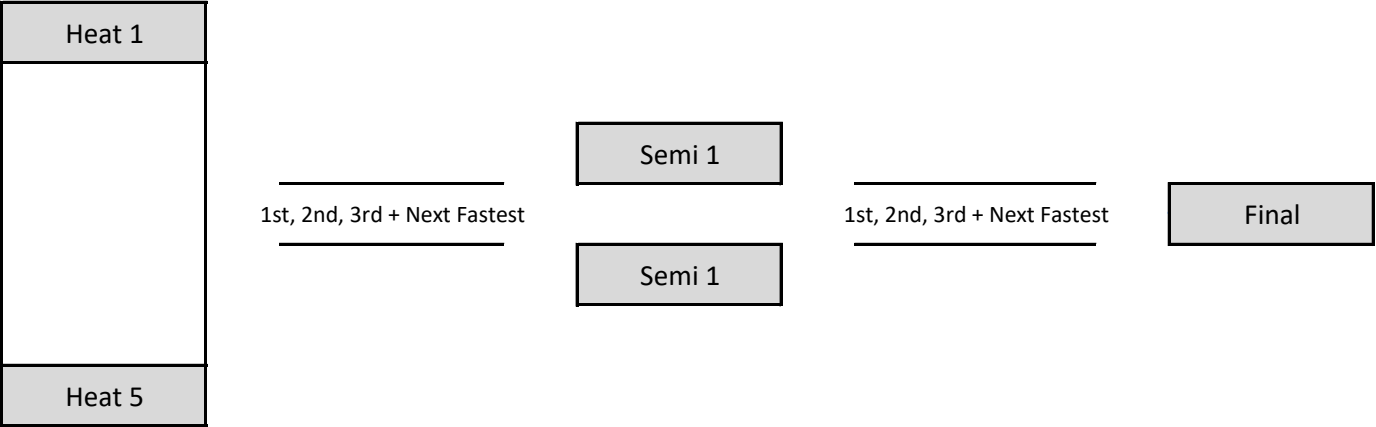 Heat 1
Semi 1
1st, 2nd, 3rd + Next Fastest
1st, 2nd, 3rd + Next Fastest
Final
Semi 1
Heat 5